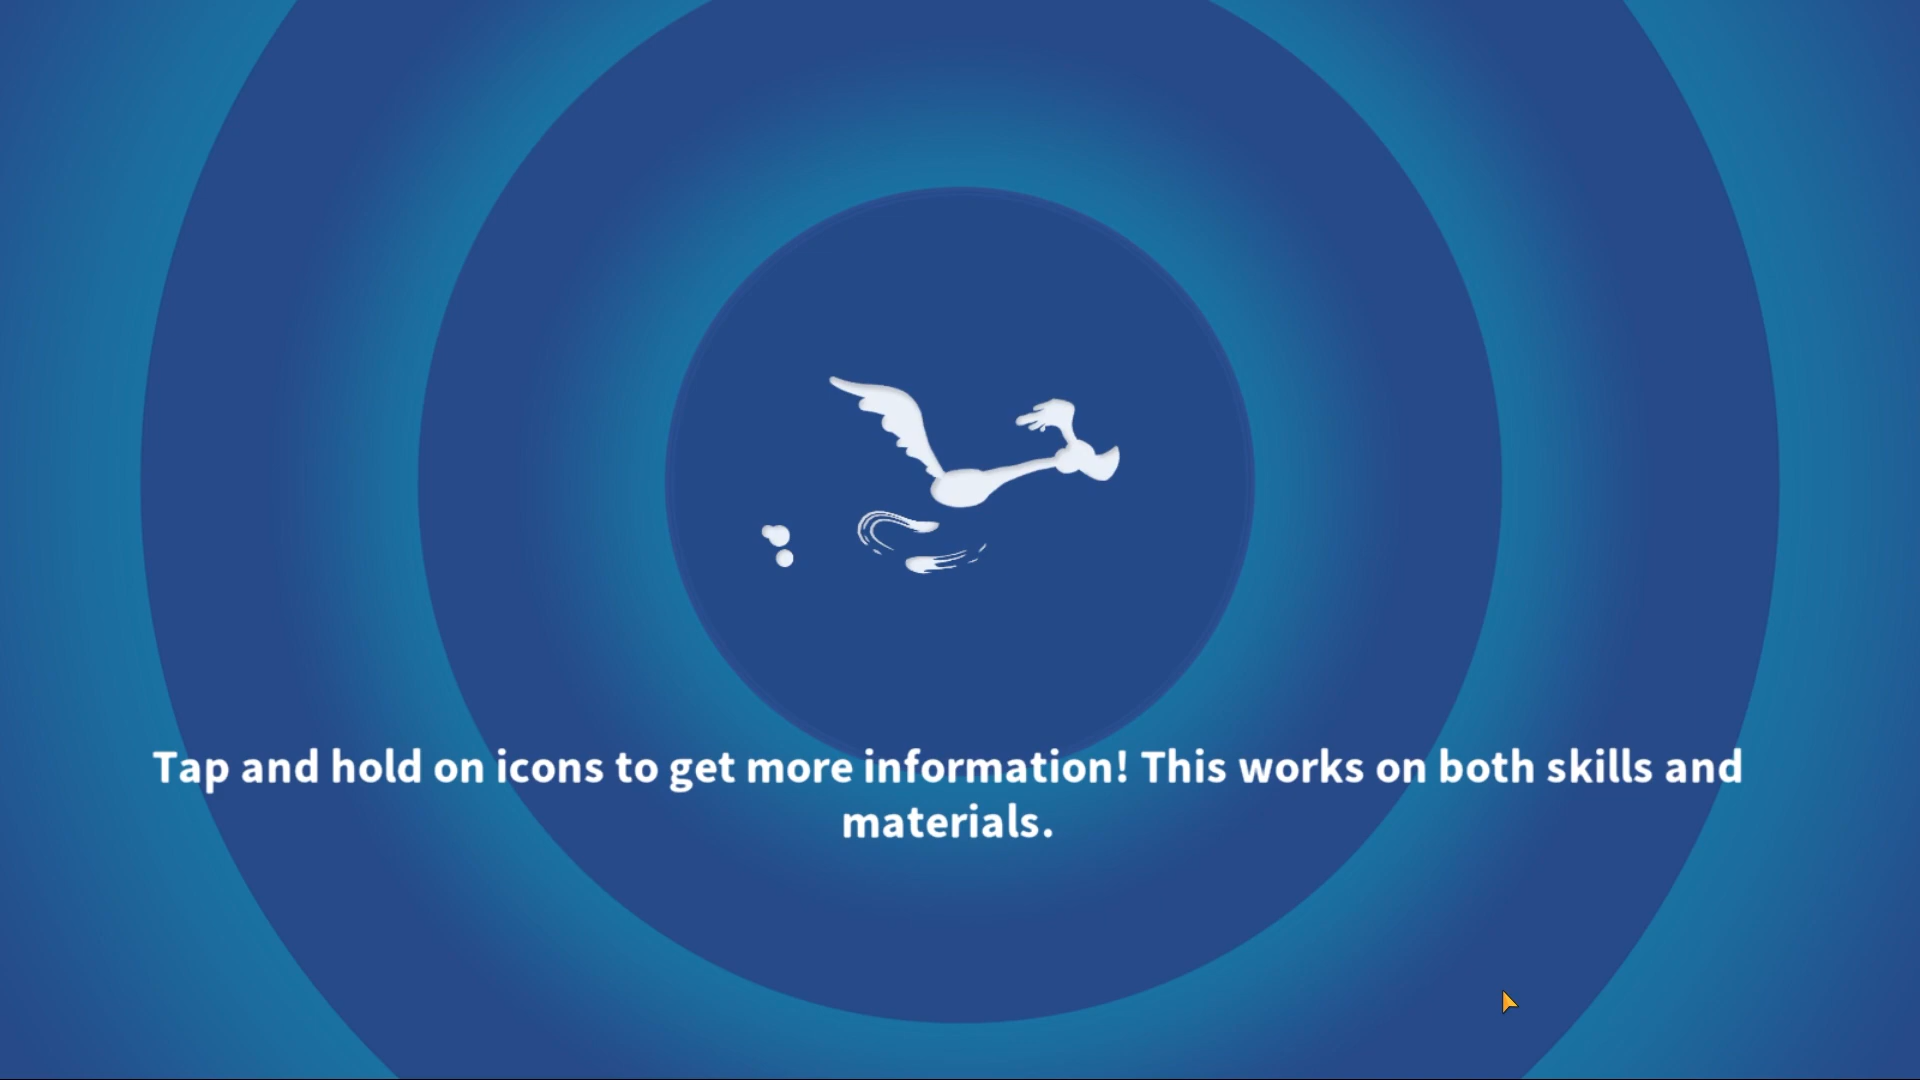 Tap and hold on icons to get more information! This works on both skills and
materials.